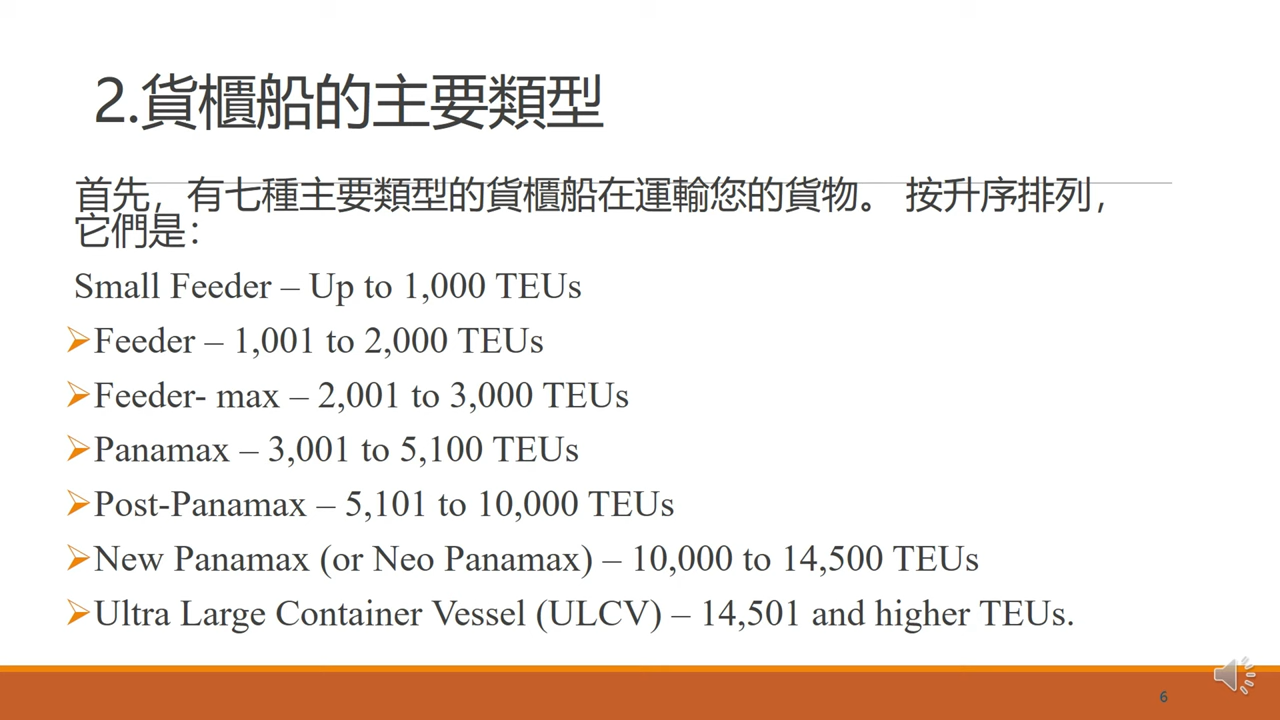 2.貨櫃船的主要類型
首先，有七種主要類型的貨櫃船在運輸您的貨物。 按升序排列，
它們是：
Small Feeder – Up to 1,000 TEUs
Feeder – 1,001 to 2,000 TEUs
Feeder- max – 2,001 to 3,000 TEUs
Panamax – 3,001 to 5,100 TEUs
Post-Panamax – 5,101 to 10,000 TEUs
New Panamax (or Neo Panamax) – 10,000 to 14,500 TEUs
Ultra Large Container Vessel (ULCV) – 14,501 and higher TEUs.
6